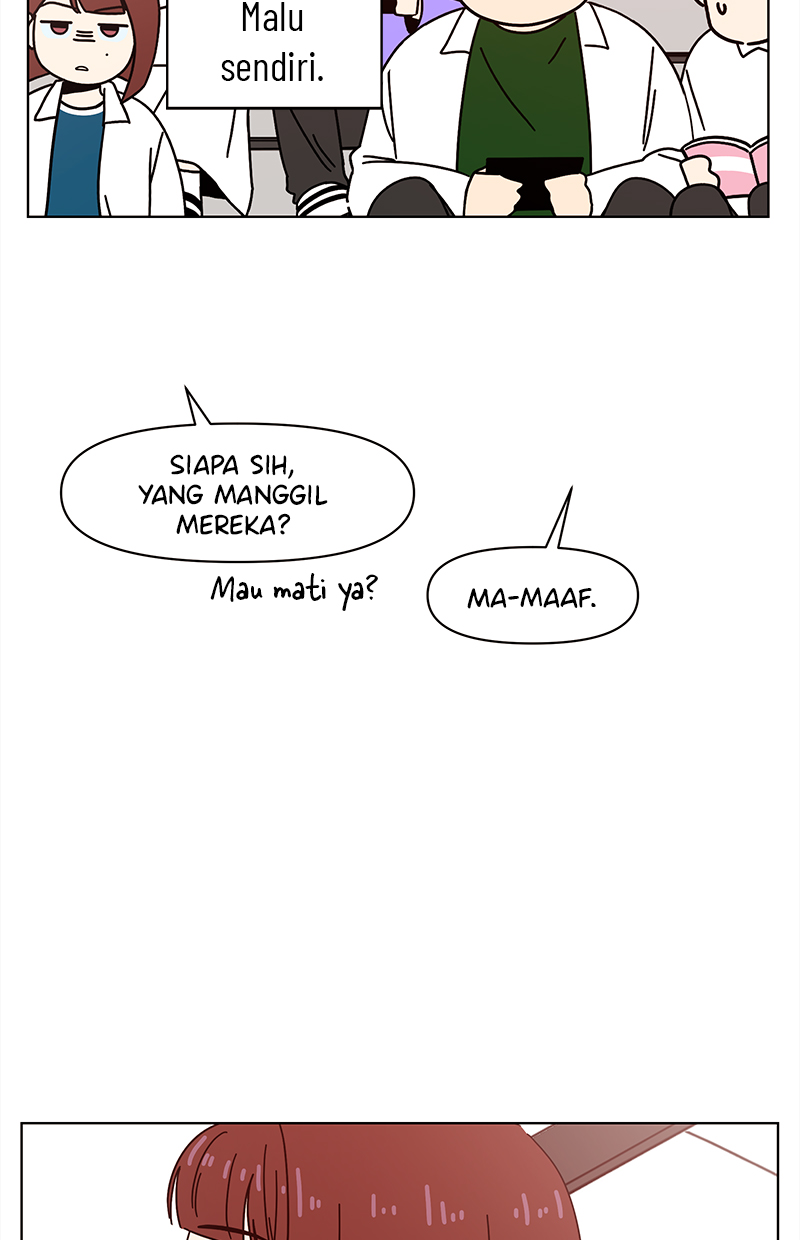 Malu
sendiri.
SIAPA SIH,
YANG MANGGIL
MEREKA?
Mau mati ya?
MA-MAAF.